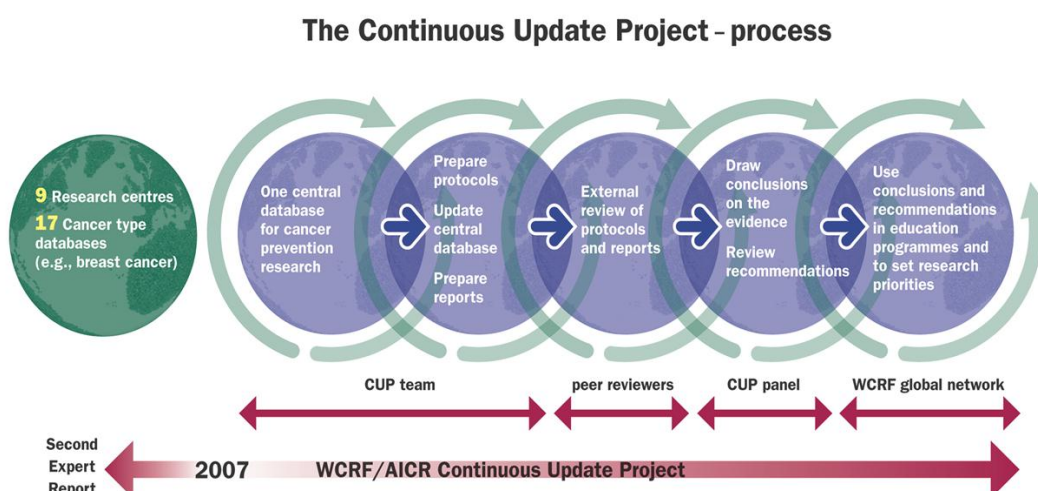 The Continuous Update Project – process
9 Research centres
17 Cancer type
databases
(e.g., breast cancer)
One central
database
for cancer
prevention
research
Prepare
protocols
Update
central
database
Prepare
reports
External
review of
protocols
and reports
Draw
conclusions
on the
evidence
Review
recommendations
Use
conclusions and
recommendations
in education
programmes and
to set research
priorities
CUP team
peer reviewers
CUP panel
WCRF global network
Second
Expert
Report
2007
WCRF/AICR Continuous Update Project